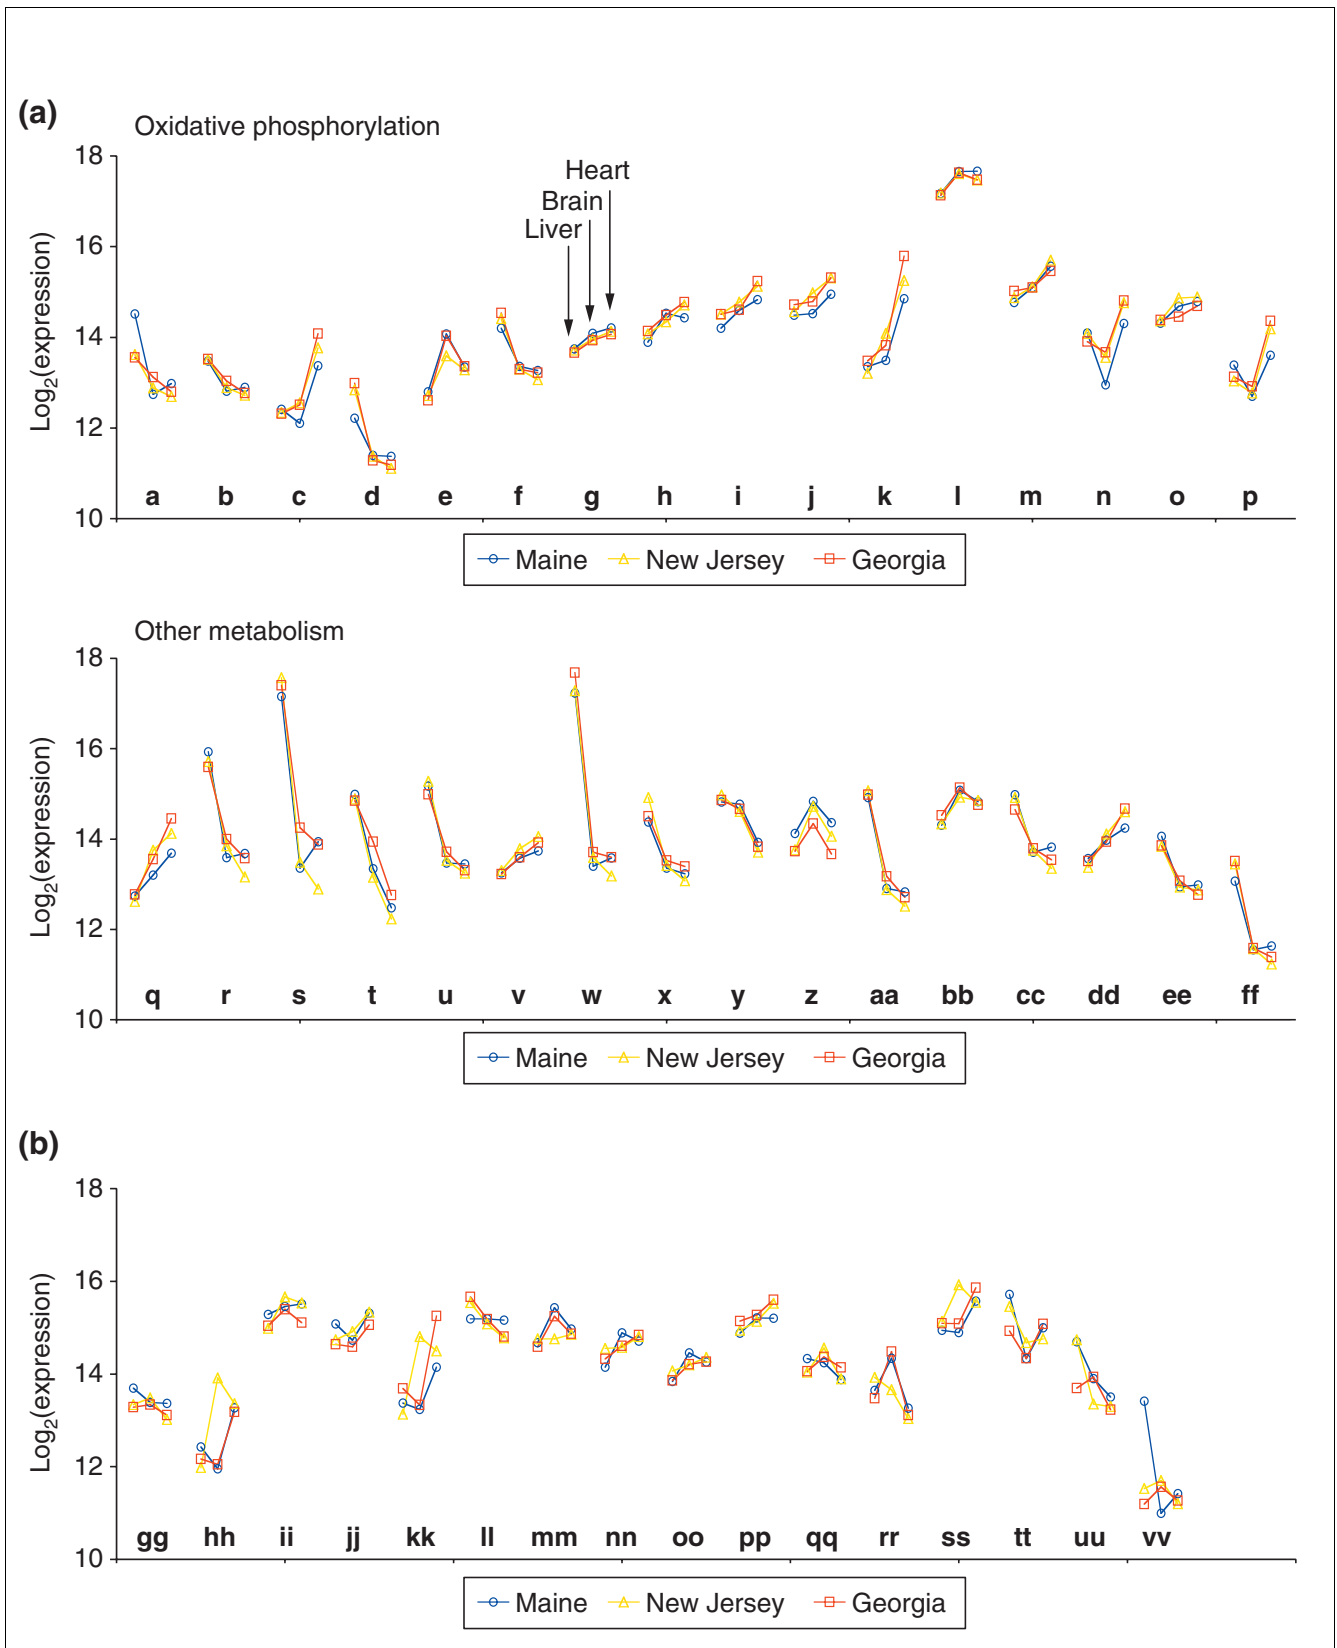 (a)
Oxidative phosphorylation
18
16
14
12
10
Log2(expression)
Heart
Brain
Liver
a b c d e f g h i j k l m n o p
Maine New Jersey Georgia
Other metabolism
18
16
14
12
10
Log2(expression)
q r s t u v w x y z aa bb cc dd ee ff
Maine New Jersey Georgia
(b)
18
16
14
12
10
Log2(expression)
gg hh ii jj kk ll mm nn oo pp qq rr ss tt uu vv
Maine New Jersey Georgia